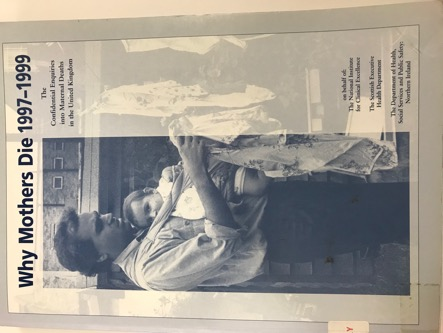 Why Mothers Die 1997–1999
The
Confidential Enquiries
into Maternal Deaths
in the United Kingdom
on behalf of:
The National Institute
for Clinical Excellence
The Scottish Executive
Health Department
The Department of Health,
Social Services and Public Safety:
Northern Ireland
Y